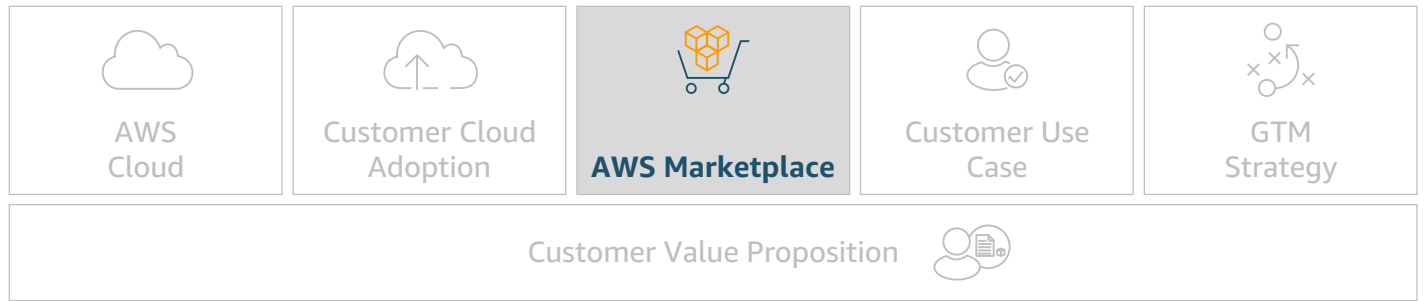 AWS
Cloud
Customer Cloud
Adoption
AWS Marketplace
Customer Use
Case
GTM
Strategy
Customer Value Proposition